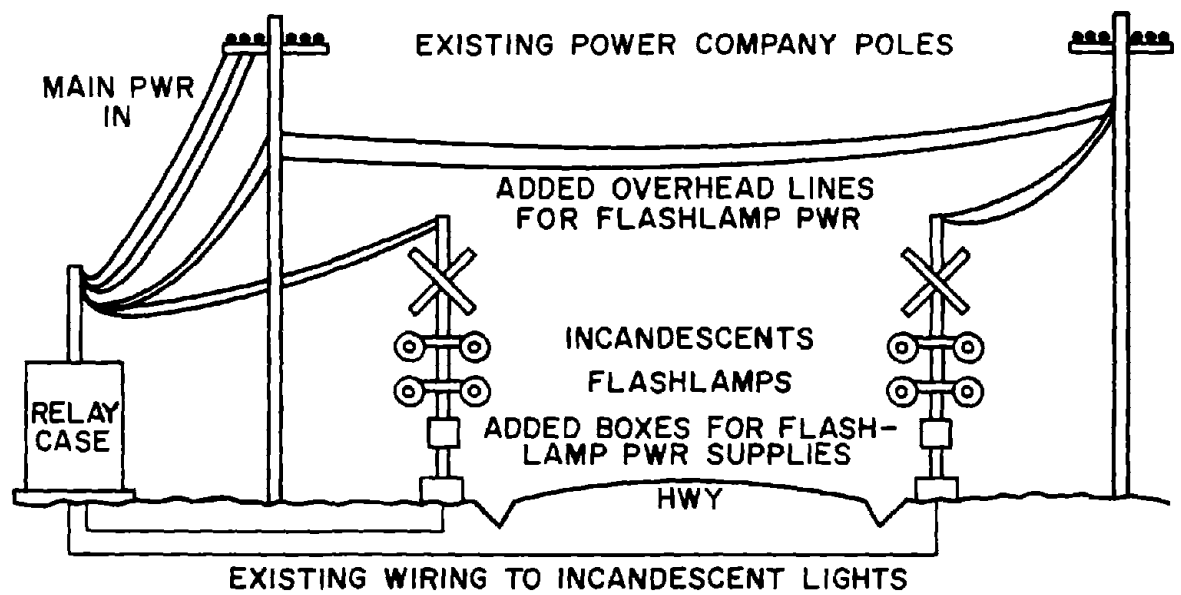 EXISTING POWER COMPANY POLES
MAIN PWR
IN
ADDED OVERHEAD LINES
FOR FLASHLAMP PWR
INCANDESCENTS
FLASHLAMPS
RELAY
CASE
ADDED BOXES FOR FLASH-
LAMP PWR SUPPLIES
HWY
EXISTING WIRING TO INCANDESCENT LIGHTS